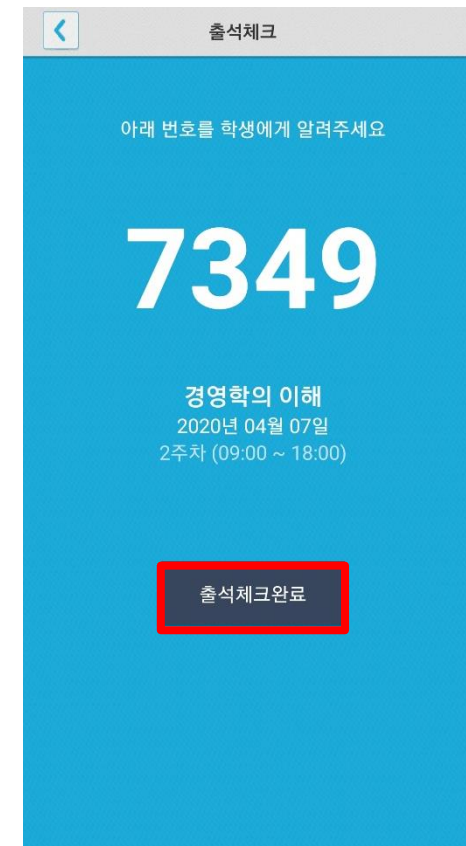 출석체크
아래 번호를 학생에게 알려주세요
7349
경영학의 이해
2020년 04월 07일
2주차 (09:00 ~ 18:00)
출석체크완료